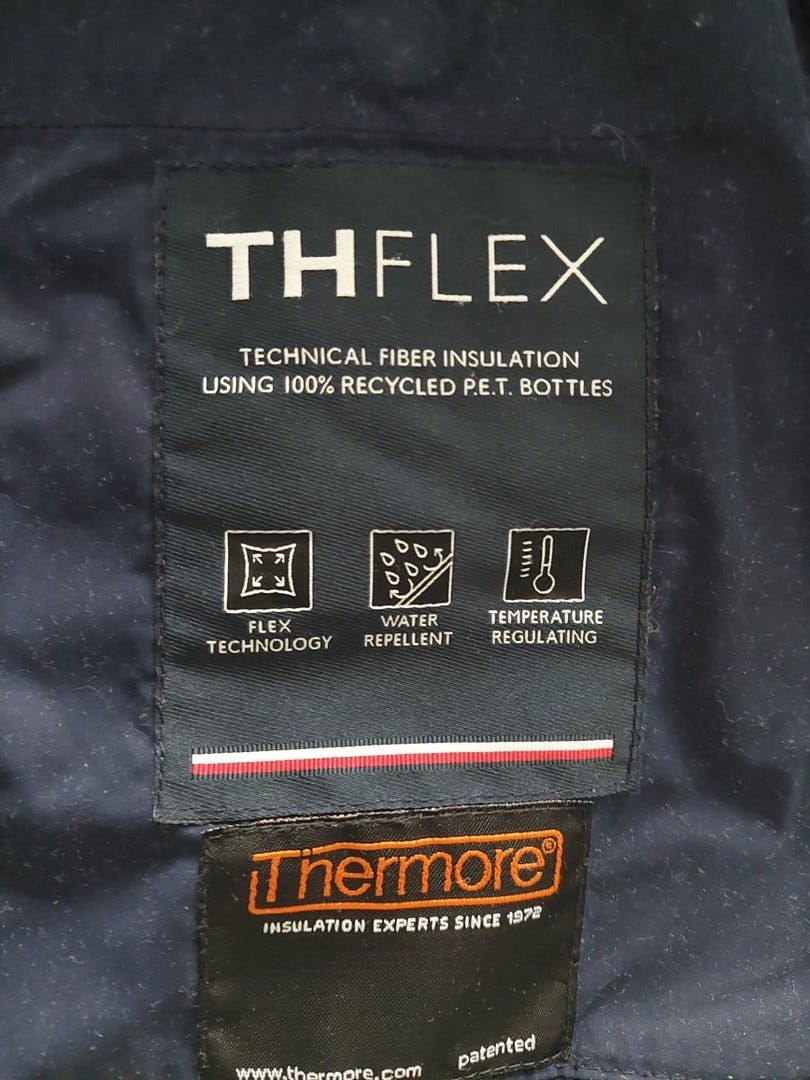 THFLEX
TECHNICAL FIBER INSULATION
USING 100% RECYCLED P.E.T. BOTTLES
FLEX
TECHNOLOGY
WATER
REPELLENT
TEMPERATURE
REGULATING
Thermore®
INSULATION EXPERTS SINCE 1972
www.thermore.com
patented